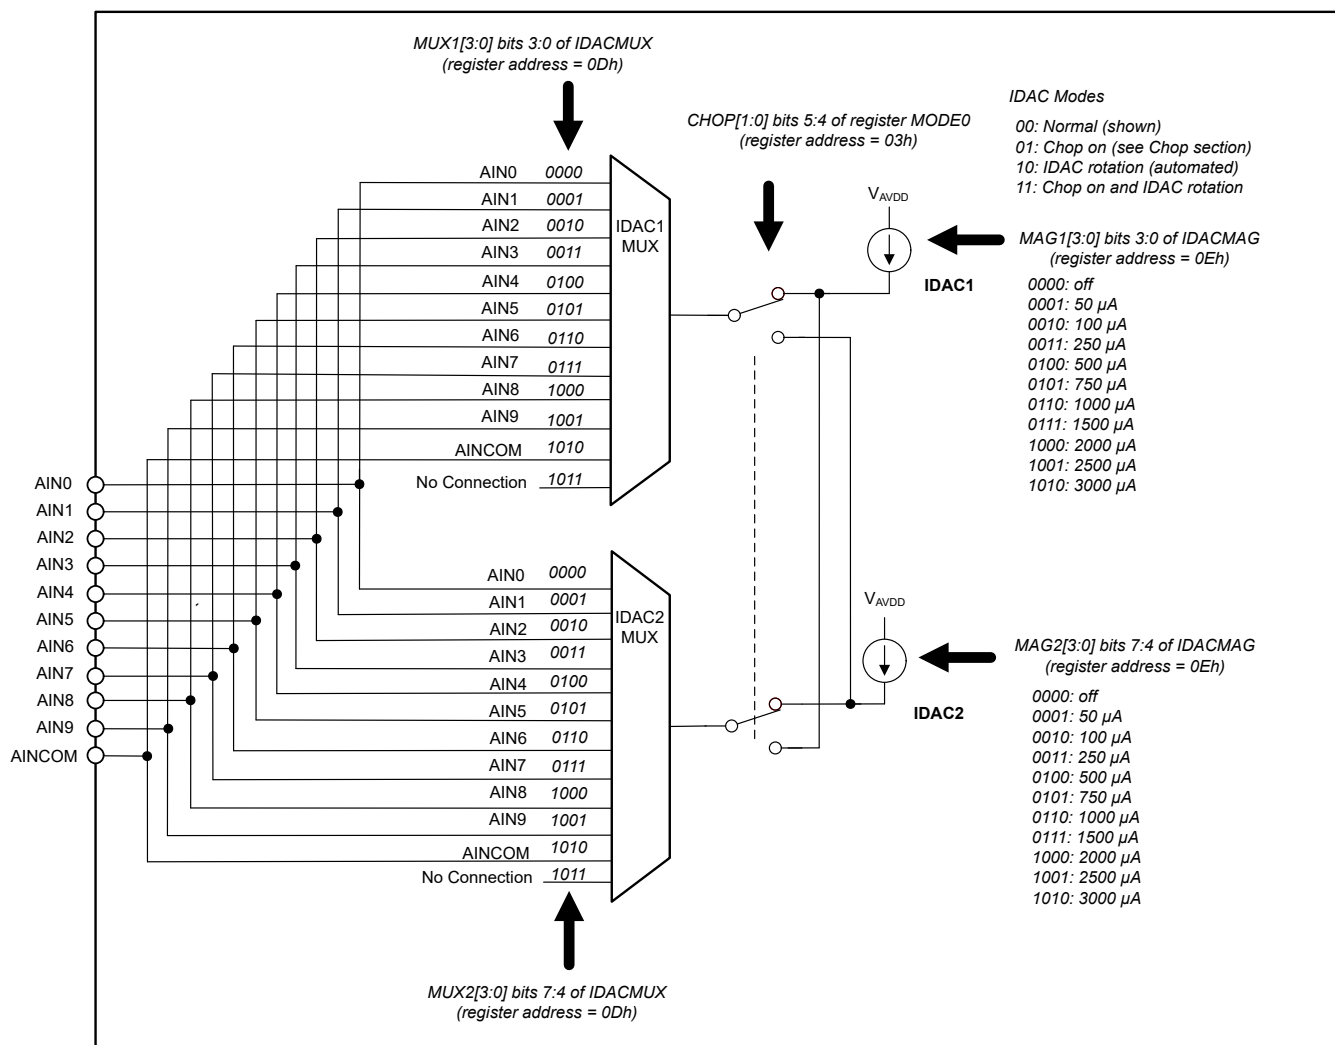 MUX1[3:0] bits 3:0 of IDACMUX
(register address = 0Dh)
IDAC Modes
00: Normal (shown)
01: Chop on (see Chop section)
10: IDAC rotation (automated)
11: Chop on and IDAC rotation
CHOP[1:0] bits 5:4 of register MODE0
(register address = 03h)
AIN0 0000
AIN1 0001
AIN2 0010
AIN3 0011
AIN4 0100
AIN5 0101
AIN6 0110
AIN7 0111
AIN8 1000
AIN9 1001
AINCOM 1010
No Connection 1011
IDAC1
MUX
VAVDD
IDAC1
MAG1[3:0] bits 3:0 of IDACMAG
(register address = 0Eh)
0000: off
0001: 50 µA
0010: 100 µA
0011: 250 µA
0100: 500 µA
0101: 750 µA
0110: 1000 µA
0111: 1500 µA
1000: 2000 µA
1001: 2500 µA
1010: 3000 µA
AIN0
AIN1
AIN2
AIN3
AIN4
AIN5
AIN6
AIN7
AIN8
AIN9
AINCOM
AIN0 0000
AIN1 0001
AIN2 0010
AIN3 0011
AIN4 0100
AIN5 0101
AIN6 0110
AIN7 0111
AIN8 1000
AIN9 1001
AINCOM 1010
No Connection 1011
IDAC2
MUX
VAVDD
IDAC2
MAG2[3:0] bits 7:4 of IDACMAG
(register address = 0Eh)
0000: off
0001: 50 µA
0010: 100 µA
0011: 250 µA
0100: 500 µA
0101: 750 µA
0110: 1000 µA
0111: 1500 µA
1000: 2000 µA
1001: 2500 µA
1010: 3000 µA
MUX2[3:0] bits 7:4 of IDACMUX
(register address = 0Dh)